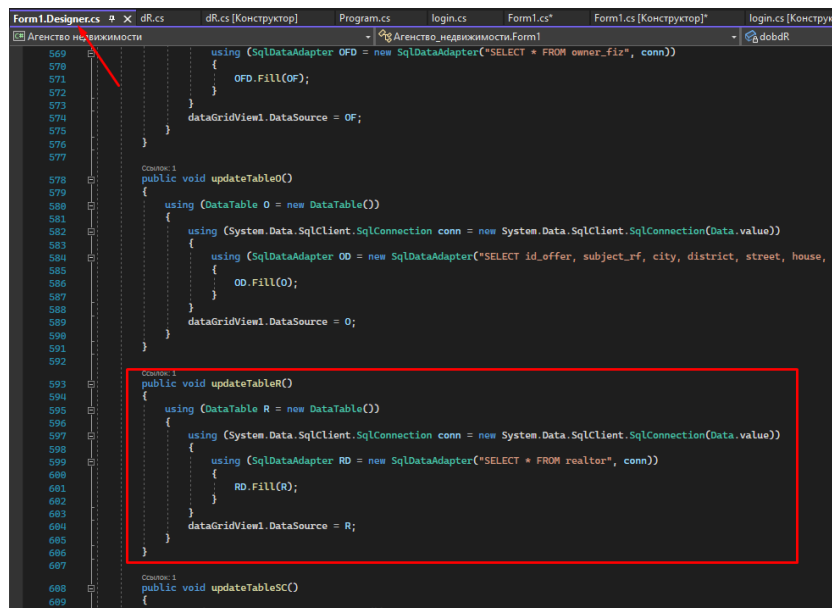 Form1.Designer.cs dR.cs dR.cs [Конструктор] Program.cs login.cs Form1.cs* Form1.cs [Конструктор]* login.cs [Конструк
Агенство недвижимости Агенство_недвижимости.Form1 dobdR
569 using (SqlDataAdapter OFD = new SqlDataAdapter("SELECT * FROM owner_fiz", conn))
570 {
571 OFD.Fill(OF);
572 }
573 }
574 dataGridView1.DataSource = OF;
575 }
576 }
577
Ссылок: 1
578 public void updateTableO()
579 {
580 using (DataTable O = new DataTable())
581 {
582 using (System.Data.SqlClient.SqlConnection conn = new System.Data.SqlClient.SqlConnection(Data.value))
583 {
584 using (SqlDataAdapter OD = new SqlDataAdapter("SELECT id_offer, subject_rf, city, district, street, house,
585 {
586 OD.Fill(O);
587 }
588 }
589 dataGridView1.DataSource = O;
590 }
591 }
592
Ссылок: 1
593 public void updateTableR()
594 {
595 using (DataTable R = new DataTable())
596 {
597 using (System.Data.SqlClient.SqlConnection conn = new System.Data.SqlClient.SqlConnection(Data.value))
598 {
599 using (SqlDataAdapter RD = new SqlDataAdapter("SELECT * FROM realtor", conn))
600 {
601 RD.Fill(R);
602 }
603 }
604 dataGridView1.DataSource = R;
605 }
606 }
607
Ссылок: 1
608 public void updateTableSC()
609 {